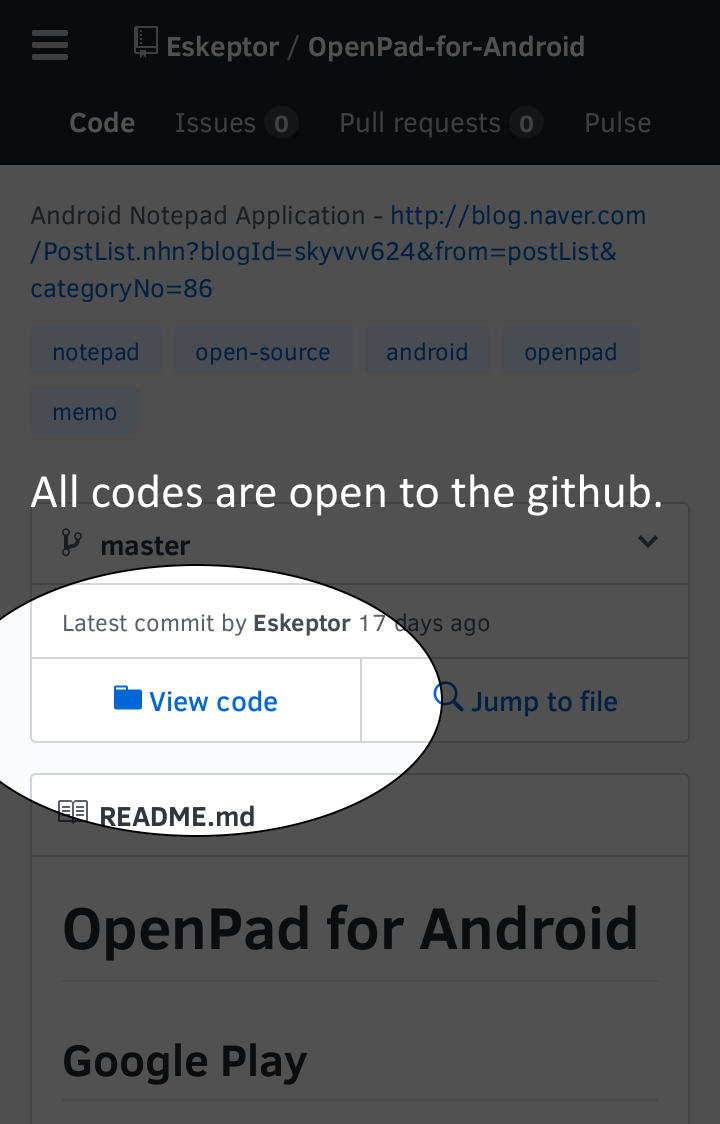 Eskeptor / OpenPad-for-Android
Code Issues 0 Pull requests 0 Pulse
Android Notepad Application - http://blog.naver.com
/PostList.nhn?blogId=skyvvv624&from=postList&
categoryNo=86
notepad open-source android openpad
memo
All codes are open to the github.
master
Latest commit by Eskeptor 17 days ago
View code Jump to file
README.md
OpenPad for Android
Google Play